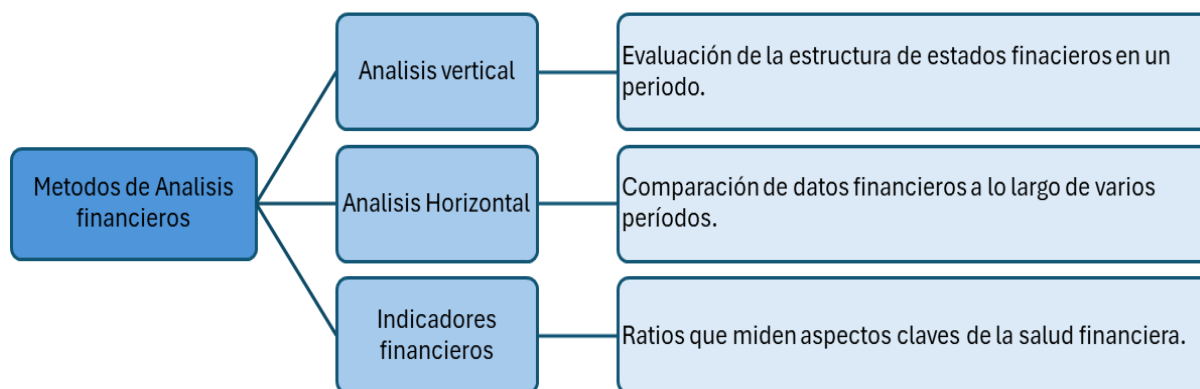 Analisis vertical
Evaluación de la estructura de estados finacieros en un
periodo.
Metodos de Analisis
financieros
Analisis Horizontal
Comparación de datos financieros a lo largo de varios
períodos.
Indicadores
financieros
Ratios que miden aspectos claves de la salud financiera.